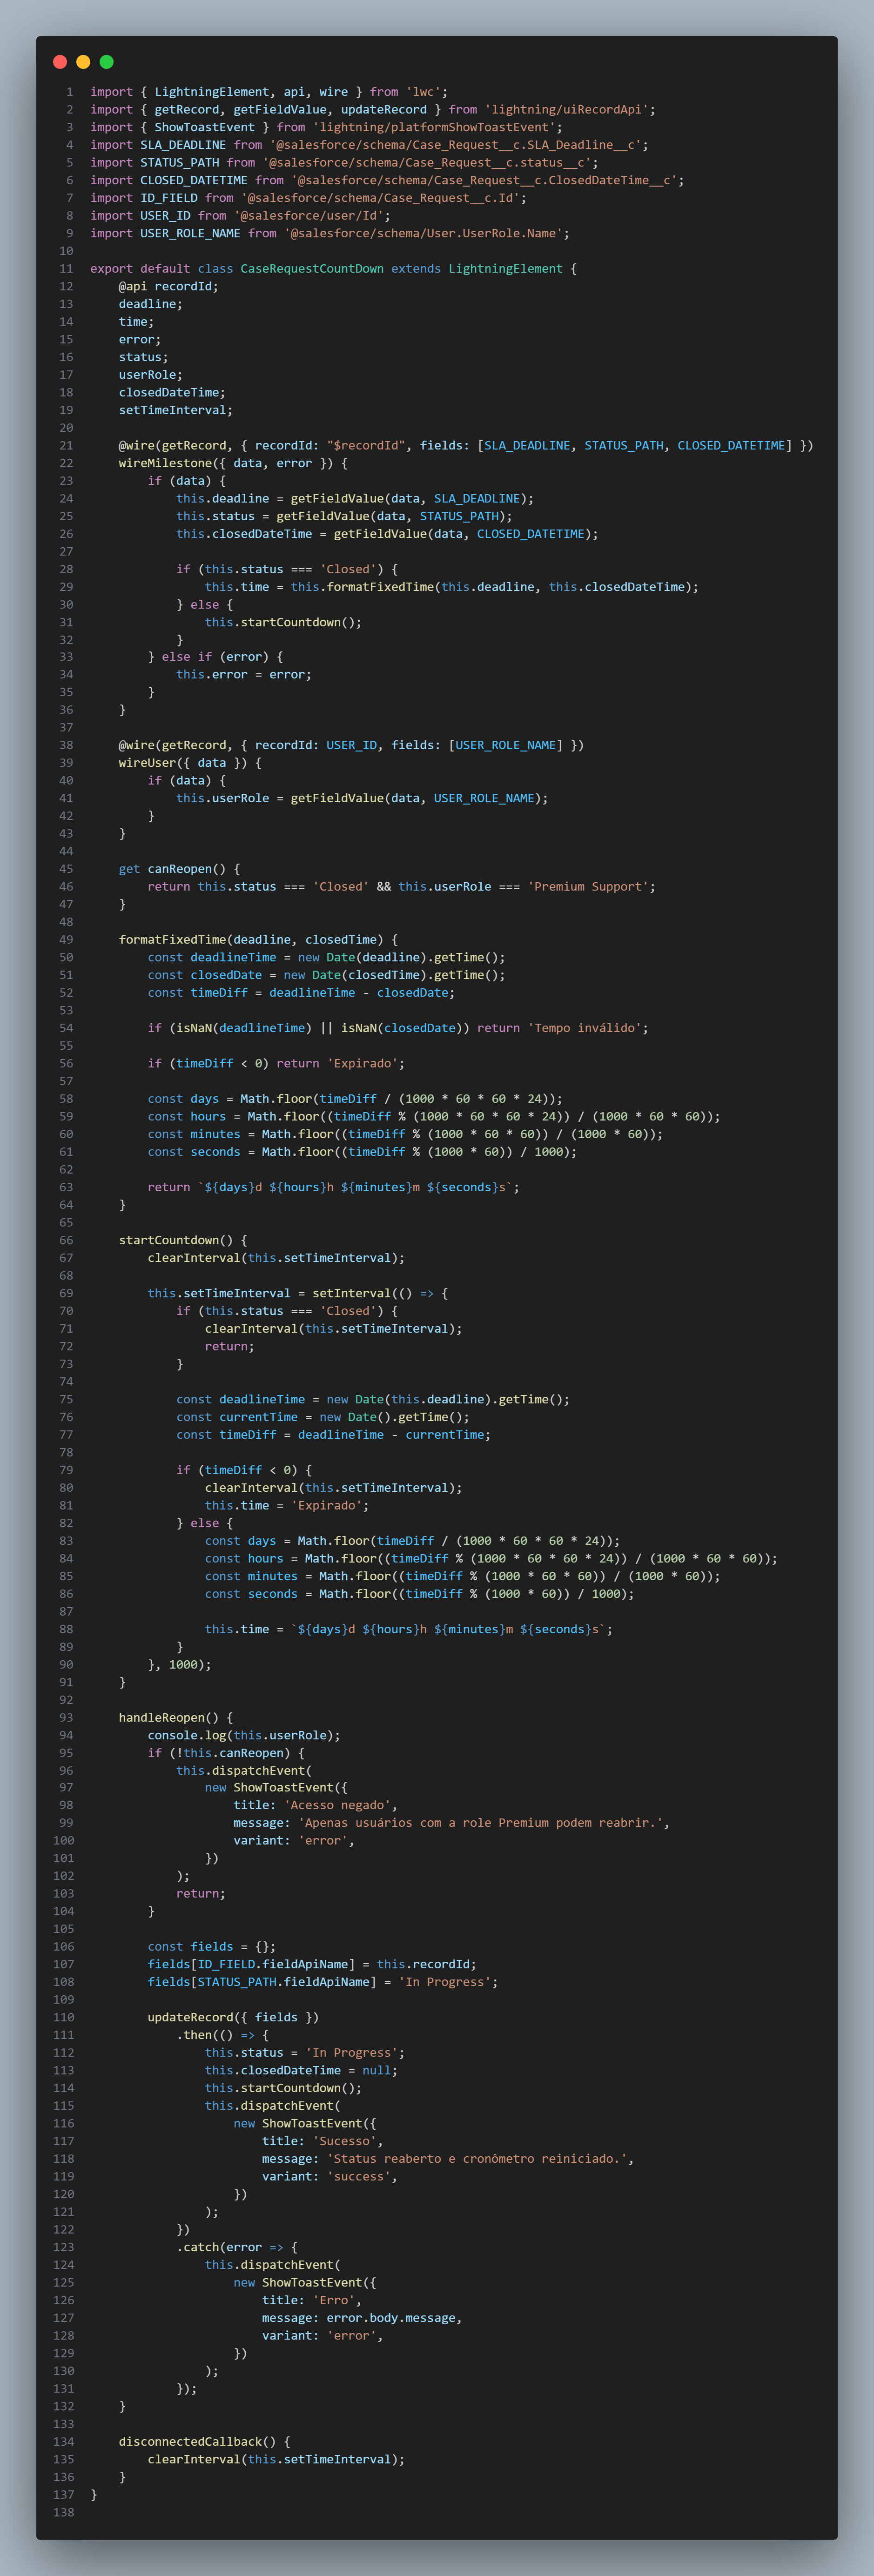 1 import { LightningElement, api, wire } from 'lwc';
2 import { getRecord, getFieldValue, updateRecord } from 'lightning/uiRecordApi';
3 import { ShowToastEvent } from 'lightning/platformShowToastEvent';
4 import SLA_DEADLINE from '@salesforce/schema/Case_Request__c.SLA_Deadline__c';
5 import STATUS_PATH from '@salesforce/schema/Case_Request__c.status__c';
6 import CLOSED_DATETIME from '@salesforce/schema/Case_Request__c.ClosedDateTime__c';
7 import ID_FIELD from '@salesforce/schema/Case_Request__c.Id';
8 import USER_ID from '@salesforce/user/Id';
9 import USER_ROLE_NAME from '@salesforce/schema/User.UserRole.Name';
10
11 export default class CaseRequestCountDown extends LightningElement {
12     @api recordId;
13     deadline;
14     time;
15     error;
16     status;
17     userRole;
18     closedDateTime;
19     setTimeInterval;
20
21     @wire(getRecord, { recordId: "$recordId", fields: [SLA_DEADLINE, STATUS_PATH, CLOSED_DATETIME] })
22     wireMilestone({ data, error }) {
23         if (data) {
24             this.deadline = getFieldValue(data, SLA_DEADLINE);
25             this.status = getFieldValue(data, STATUS_PATH);
26             this.closedDateTime = getFieldValue(data, CLOSED_DATETIME);
27
28             if (this.status === 'Closed') {
29                 this.time = this.formatFixedTime(this.deadline, this.closedDateTime);
30             } else {
31                 this.startCountdown();
32             }
33         } else if (error) {
34             this.error = error;
35         }
36     }
37
38     @wire(getRecord, { recordId: USER_ID, fields: [USER_ROLE_NAME] })
39     wireUser({ data }) {
40         if (data) {
41             this.userRole = getFieldValue(data, USER_ROLE_NAME);
42         }
43     }
44
45     get canReopen() {
46         return this.status === 'Closed' && this.userRole === 'Premium Support';
47     }
48
49     formatFixedTime(deadline, closedTime) {
50         const deadlineTime = new Date(deadline).getTime();
51         const closedDate = new Date(closedTime).getTime();
52         const timeDiff = deadlineTime - closedDate;
53
54         if (isNaN(deadlineTime) || isNaN(closedDate)) return 'Tempo inválido';
55
56         if (timeDiff < 0) return 'Expirado';
57
58         const days = Math.floor(timeDiff / (1000 * 60 * 60 * 24));
59         const hours = Math.floor((timeDiff % (1000 * 60 * 60 * 24)) / (1000 * 60 * 60));
60         const minutes = Math.floor((timeDiff % (1000 * 60 * 60)) / (1000 * 60));
61         const seconds = Math.floor((timeDiff % (1000 * 60)) / 1000);
62
63         return `${days}d ${hours}h ${minutes}m ${seconds}s`;
64     }
65
66     startCountdown() {
67         clearInterval(this.setTimeInterval);
68
69         this.setTimeInterval = setInterval(() => {
70             if (this.status === 'Closed') {
71                 clearInterval(this.setTimeInterval);
72                 return;
73             }
74
75             const deadlineTime = new Date(this.deadline).getTime();
76             const currentTime = new Date().getTime();
77             const timeDiff = deadlineTime - currentTime;
78
79             if (timeDiff < 0) {
80                 clearInterval(this.setTimeInterval);
81                 this.time = 'Expirado';
82             } else {
83                 const days = Math.floor(timeDiff / (1000 * 60 * 60 * 24));
84                 const hours = Math.floor((timeDiff % (1000 * 60 * 60 * 24)) / (1000 * 60 * 60));
85                 const minutes = Math.floor((timeDiff % (1000 * 60 * 60)) / (1000 * 60));
86                 const seconds = Math.floor((timeDiff % (1000 * 60)) / 1000);
87
88                 this.time = `${days}d ${hours}h ${minutes}m ${seconds}s`;
89             }
90         }, 1000);
91     }
92
93     handleReopen() {
94         console.log(this.userRole);
95         if (!this.canReopen) {
96             this.dispatchEvent(
97                 new ShowToastEvent({
98                     title: 'Acesso negado',
99                     message: 'Apenas usuários com a role Premium podem reabrir.',
100                     variant: 'error',
101                 })
102             );
103             return;
104         }
105
106         const fields = {};
107         fields[ID_FIELD.fieldApiName] = this.recordId;
108         fields[STATUS_PATH.fieldApiName] = 'In Progress';
109
110         updateRecord({ fields })
111             .then(() => {
112                 this.status = 'In Progress';
113                 this.closedDateTime = null;
114                 this.startCountdown();
115                 this.dispatchEvent(
116                     new ShowToastEvent({
117                         title: 'Sucesso',
118                         message: 'Status reaberto e cronômetro reiniciado.',
119                         variant: 'success',
120                     })
121                 );
122             })
123             .catch(error => {
124                 this.dispatchEvent(
125                     new ShowToastEvent({
126                         title: 'Erro',
127                         message: error.body.message,
128                         variant: 'error',
129                     })
130                 );
131             });
132     }
133
134     disconnectedCallback() {
135         clearInterval(this.setTimeInterval);
136     }
137 }
138